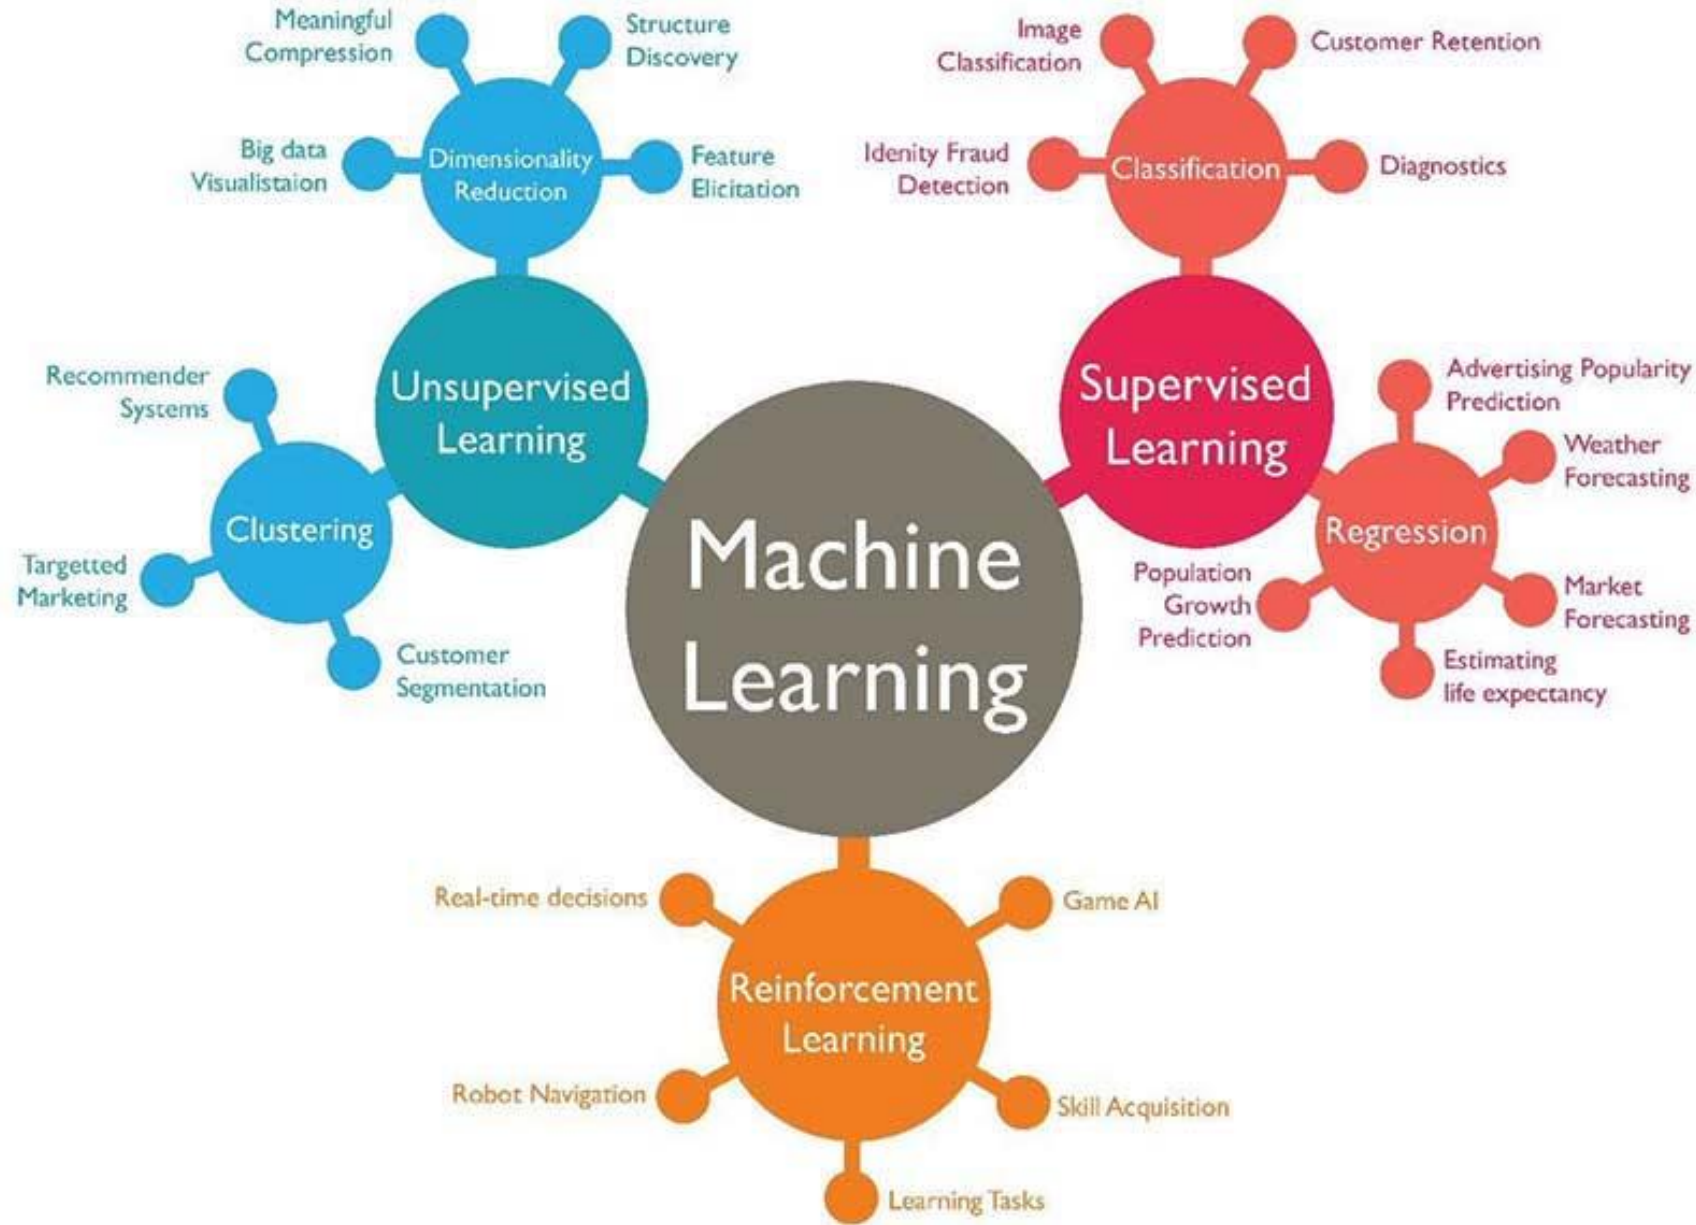 Meaningful
Compression
Structure
Discovery
Big data
Visualistaion
Dimensionality
Reduction
Feature
Elicitation
Image
Classification
Customer Retention
Idenity Fraud
Detection
Classification
Diagnostics
Recommender
Systems
Unsupervised
Learning
Clustering
Targetted
Marketing
Customer
Segmentation
Supervised
Learning
Advertising Popularity
Prediction
Weather
Forecasting
Regression
Population
Growth
Prediction
Market
Forecasting
Estimating
life expectancy
Machine
Learning
Real-time decisions
Game AI
Reinforcement
Learning
Robot Navigation
Skill Acquisition
Learning Tasks